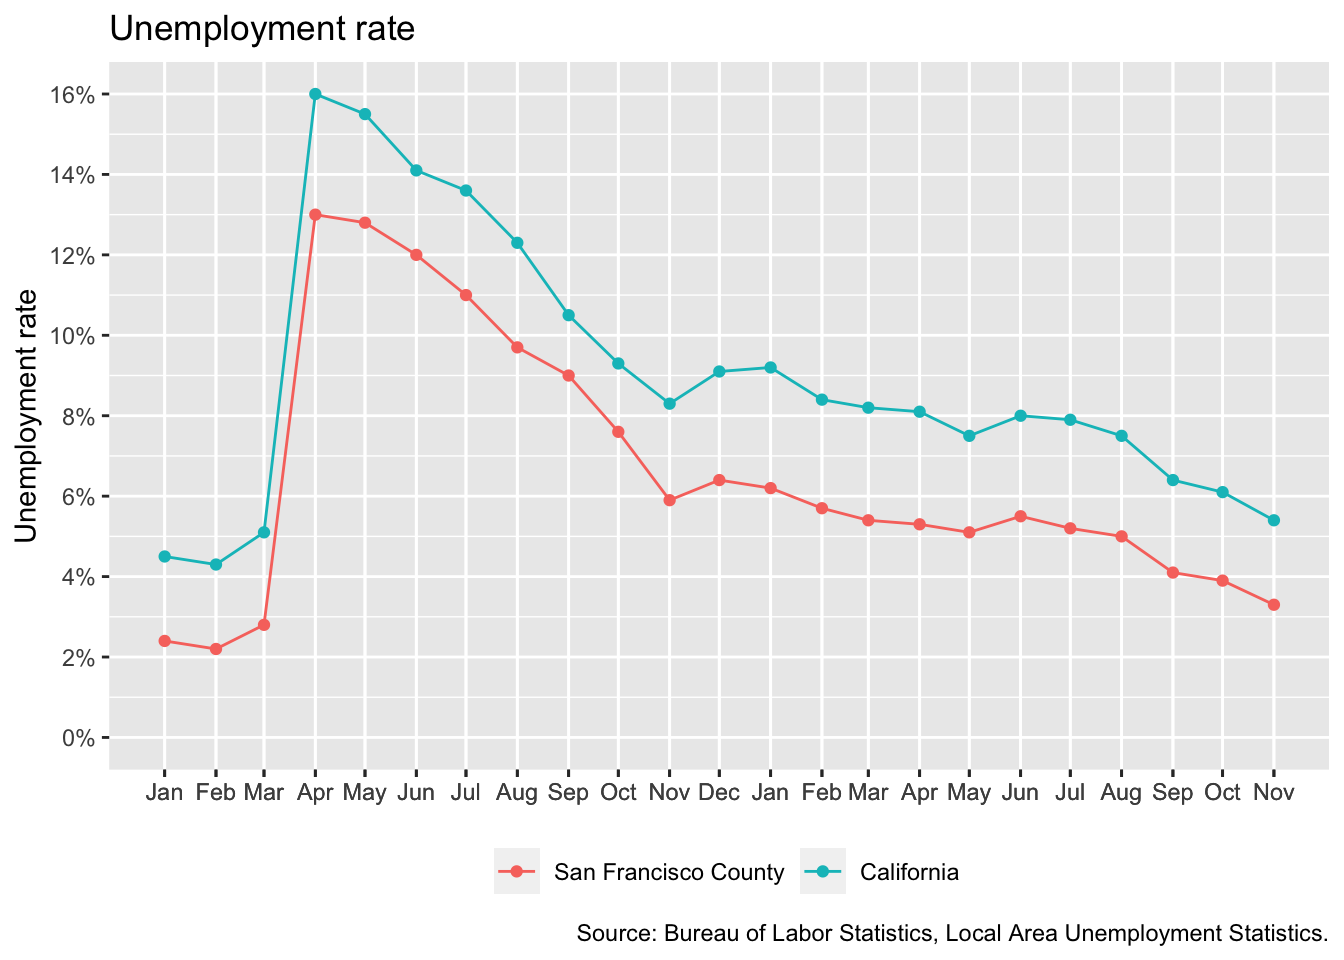 Unemployment rate
Unemployment rate
16%
14%
12%
10%
8%
6%
4%
2%
0%
Jan Feb Mar Apr May Jun Jul Aug Sep Oct Nov Dec Jan Feb Mar Apr May Jun Jul Aug Sep Oct Nov
San Francisco County California
Source: Bureau of Labor Statistics, Local Area Unemployment Statistics.